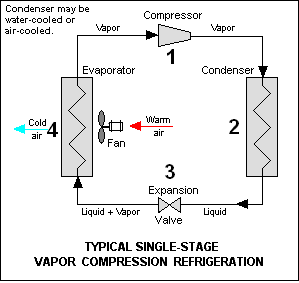 Condenser may be
water-cooled or
air-cooled.
Compressor
Vapor
Vapor
1
Evaporator
Condenser
Cold
air
4
Warm
air
Fan
2
3
Expansion
Valve
Liquid + Vapor
Liquid
TYPICAL SINGLE-STAGE
VAPOR COMPRESSION REFRIGERATION